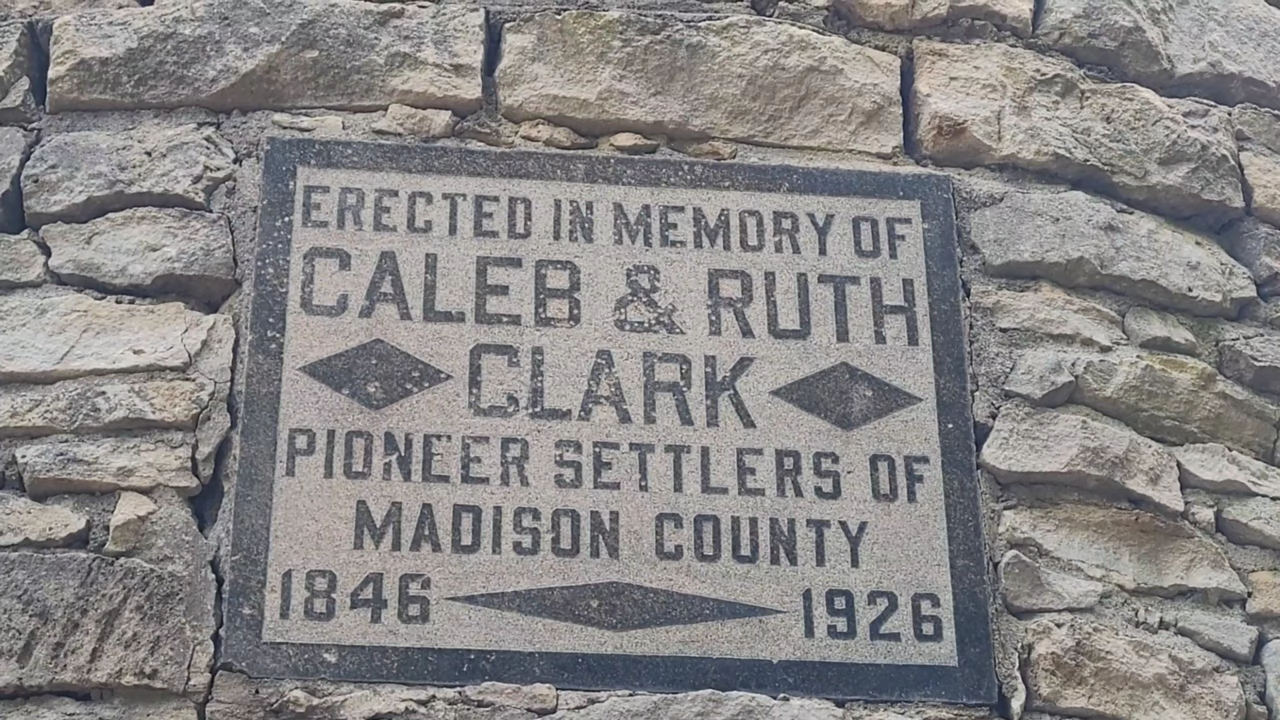 ERECTED IN MEMORY OF
CALEB & RUTH
CLARK
PIONEER SETTLERS OF
MADISON COUNTY
1846 1926